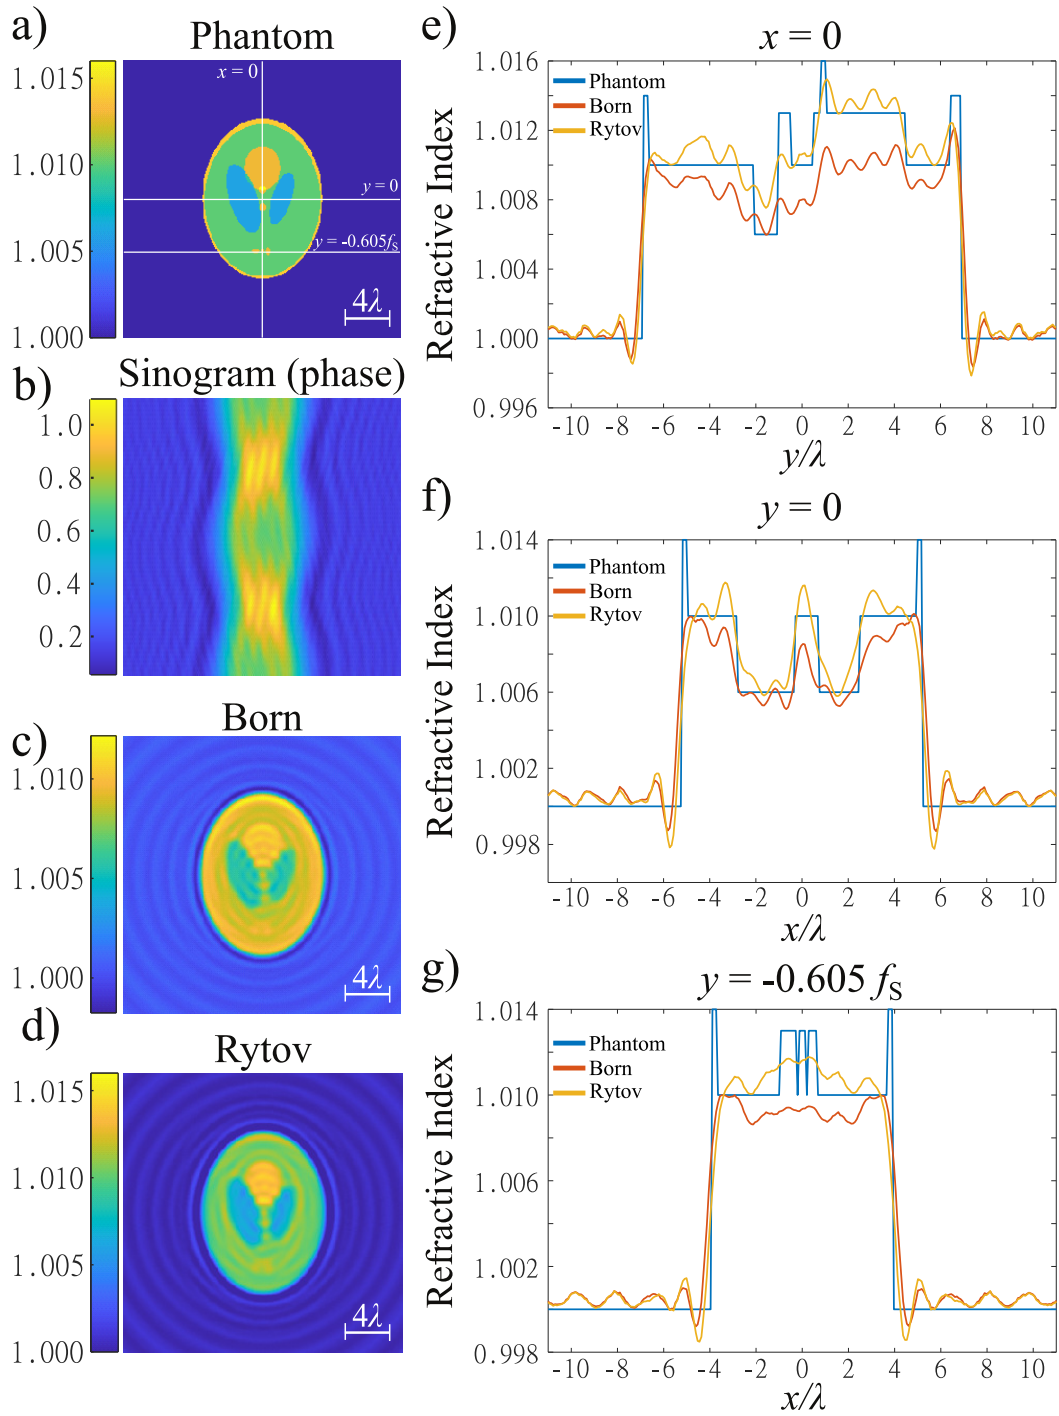 a)
Phantom
1.015
1.010
1.005
1.000
x = 0
y = 0
y = -0.605fS
4λ
b)
Sinogram (phase)
1.0
0.8
0.6
0.4
0.2
c)
Born
1.010
1.005
1.000
4λ
d)
Rytov
1.015
1.010
1.005
1.000
4λ
e)
x = 0
Refractive Index
1.016
1.012
1.008
1.004
1.000
0.996
Phantom
Born
Rytov
-10 -8 -6 -4 -2 0 2 4 6 8 10
y/λ
f)
y = 0
Refractive Index
1.014
1.010
1.006
1.002
0.998
Phantom
Born
Rytov
-10 -8 -6 -4 -2 0 2 4 6 8 10
x/λ
g)
y = -0.605 fS
Refractive Index
1.014
1.010
1.006
1.002
0.998
Phantom
Born
Rytov
-10 -8 -6 -4 -2 0 2 4 6 8 10
x/λ